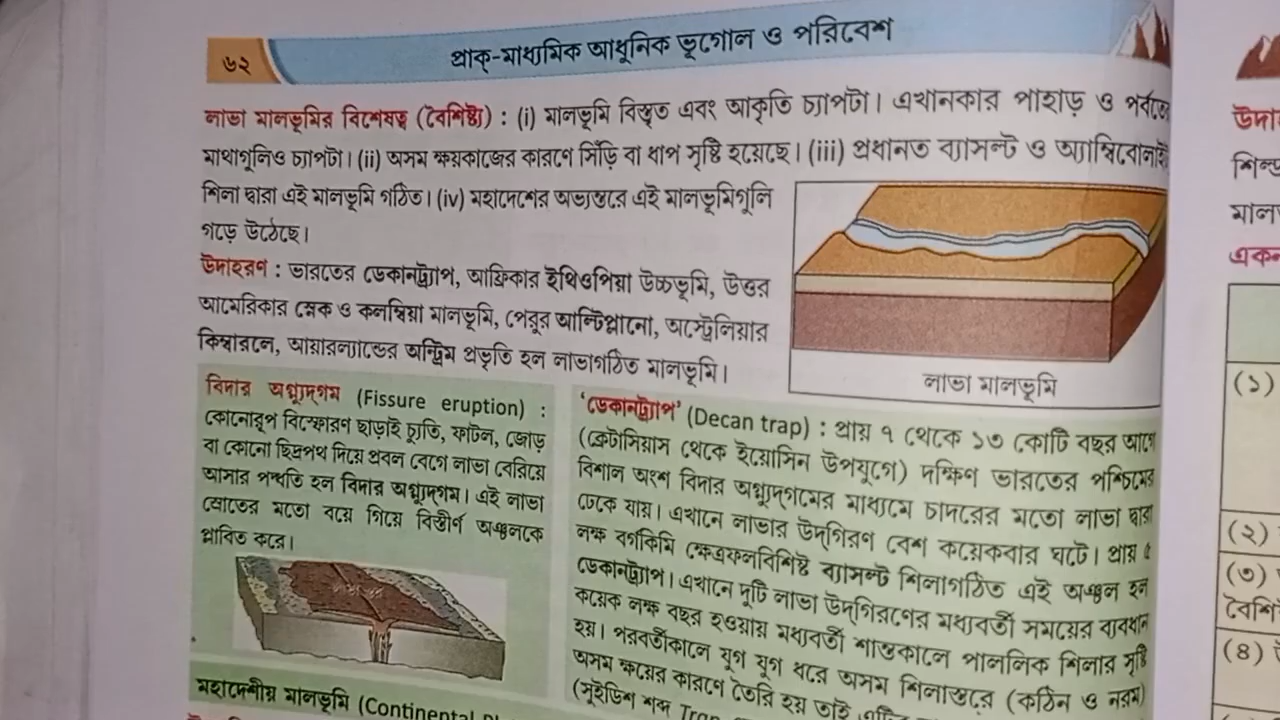 ৬২
প্রাক্-মাধ্যমিক আধুনিক ভূগোল ও পরিবেশ
লাভা মালভূমির বিশেষত্ব (বৈশিষ্ট্য) : (i) মালভূমি বিস্তৃত এবং আকৃতি চ্যাপটা। এখানকার পাহাড় ও পর্বতের
মাথাগুলিও চ্যাপটা। (ii) অসম ক্ষয়কাজের কারণে সিঁড়ি বা ধাপ সৃষ্টি হয়েছে। (iii) প্রধানত ব্যাসল্ট ও অ্যাম্বিবোলাইট
শিলা দ্বারা এই মালভূমি গঠিত। (iv) মহাদেশের অভ্যন্তরে এই মালভূমিগুলি
গড়ে উঠেছে।
উদাহরণ : ভারতের ডেকানট্র্যাপ, আফ্রিকার ইথিওপিয়া উচ্চভূমি, উত্তর
আমেরিকার স্নেক ও কলম্বিয়া মালভূমি, পেরুর আল্টিপ্লানো, অস্ট্রেলিয়ার
কিম্বারলে, আয়ারল্যান্ডের অন্ট্রিম প্রভৃতি হল লাভাগঠিত মালভূমি।
লাভা মালভূমি
বিদার অগ্ন্যুদ্‌গম (Fissure eruption) :
কোনোরূপ বিস্ফোরণ ছাড়াই চ্যুতি, ফাটল, জোড়
বা কোনো ছিদ্রপথ দিয়ে প্রবল বেগে লাভা বেরিয়ে
আসার পদ্ধতি হল বিদার অগ্ন্যুদ্‌গম। এই লাভা
স্রোতের মতো বয়ে গিয়ে বিস্তীর্ণ অঞ্চলকে
প্লাবিত করে।
'ডেকানট্র্যাপ' (Decan trap) : প্রায় ৭ থেকে ১৩ কোটি বছর আগে
(ক্রেটাসিয়াস থেকে ইয়োসিন উপযুগে) দক্ষিণ ভারতের পশ্চিমের
বিশাল অংশ বিদার অগ্ন্যুদ্‌গমের মাধ্যমে চাদরের মতো লাভা দ্বারা
ঢেকে যায়। এখানে লাভার উদ্‌গিরণ বেশ কয়েকবার ঘটে। প্রায় ৫
লক্ষ বর্গকিমি ক্ষেত্রফলবিশিষ্ট ব্যাসল্ট শিলাগঠিত এই অঞ্চল হল
ডেকানট্র্যাপ। এখানে দুটি লাভা উদ্‌গিরণের মধ্যবর্তী সময়ের ব্যবধান
কয়েক লক্ষ বছর হওয়ায় মধ্যবর্তী শান্তকালে পাললিক শিলার সৃষ্টি
হয়। পরবর্তীকালে যুগ যুগ ধরে অসম শিলাস্তরে (কঠিন ও নরম)
অসম ক্ষয়ের কারণে তৈরি হয় তাই
(সুইডিশ শব্দ
মহাদেশীয় মালভূমি (Continental
উদা
শিল
মাল
একন
(১)
(২)
(৩)
বৈশি
(৪)